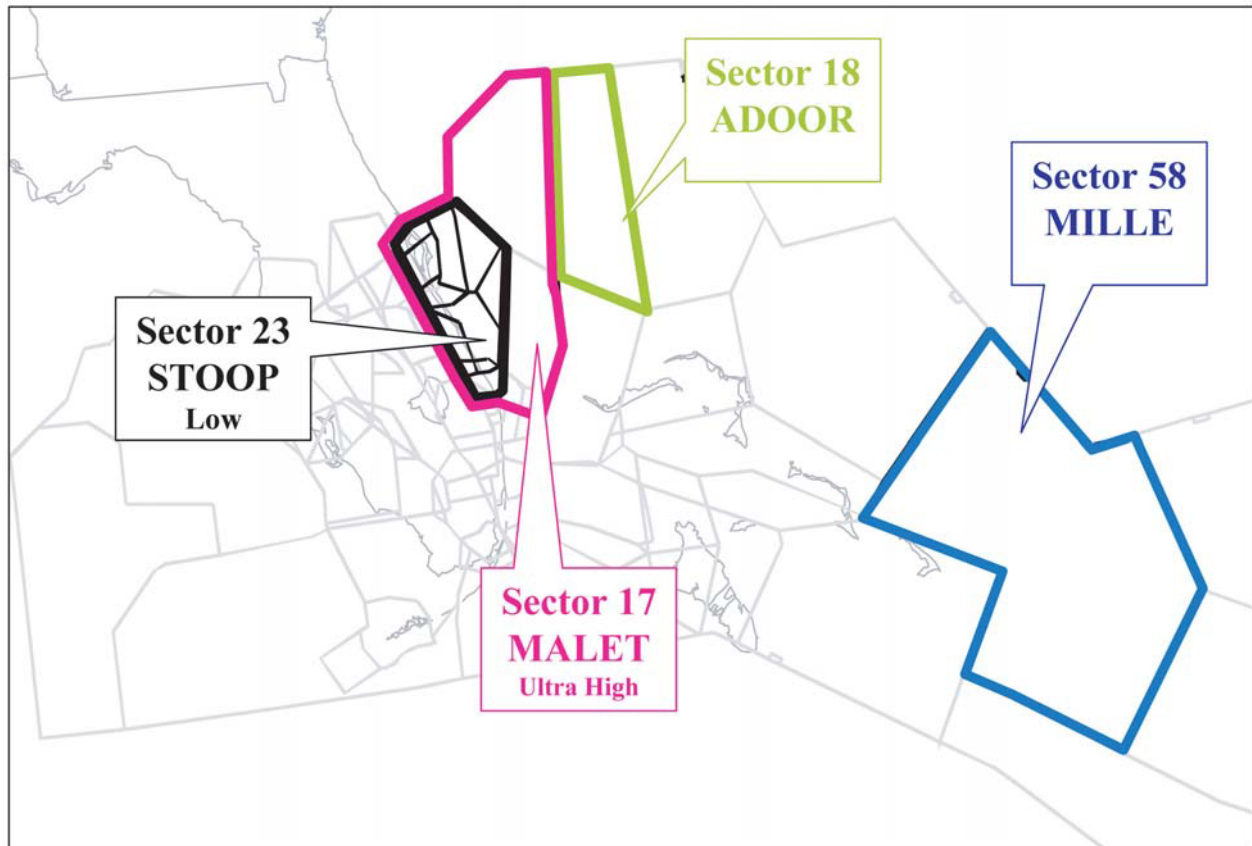 Sector 18
ADOOR
Sector 58
MILLE
Sector 23
STOOP
Low
Sector 17
MALET
Ultra High